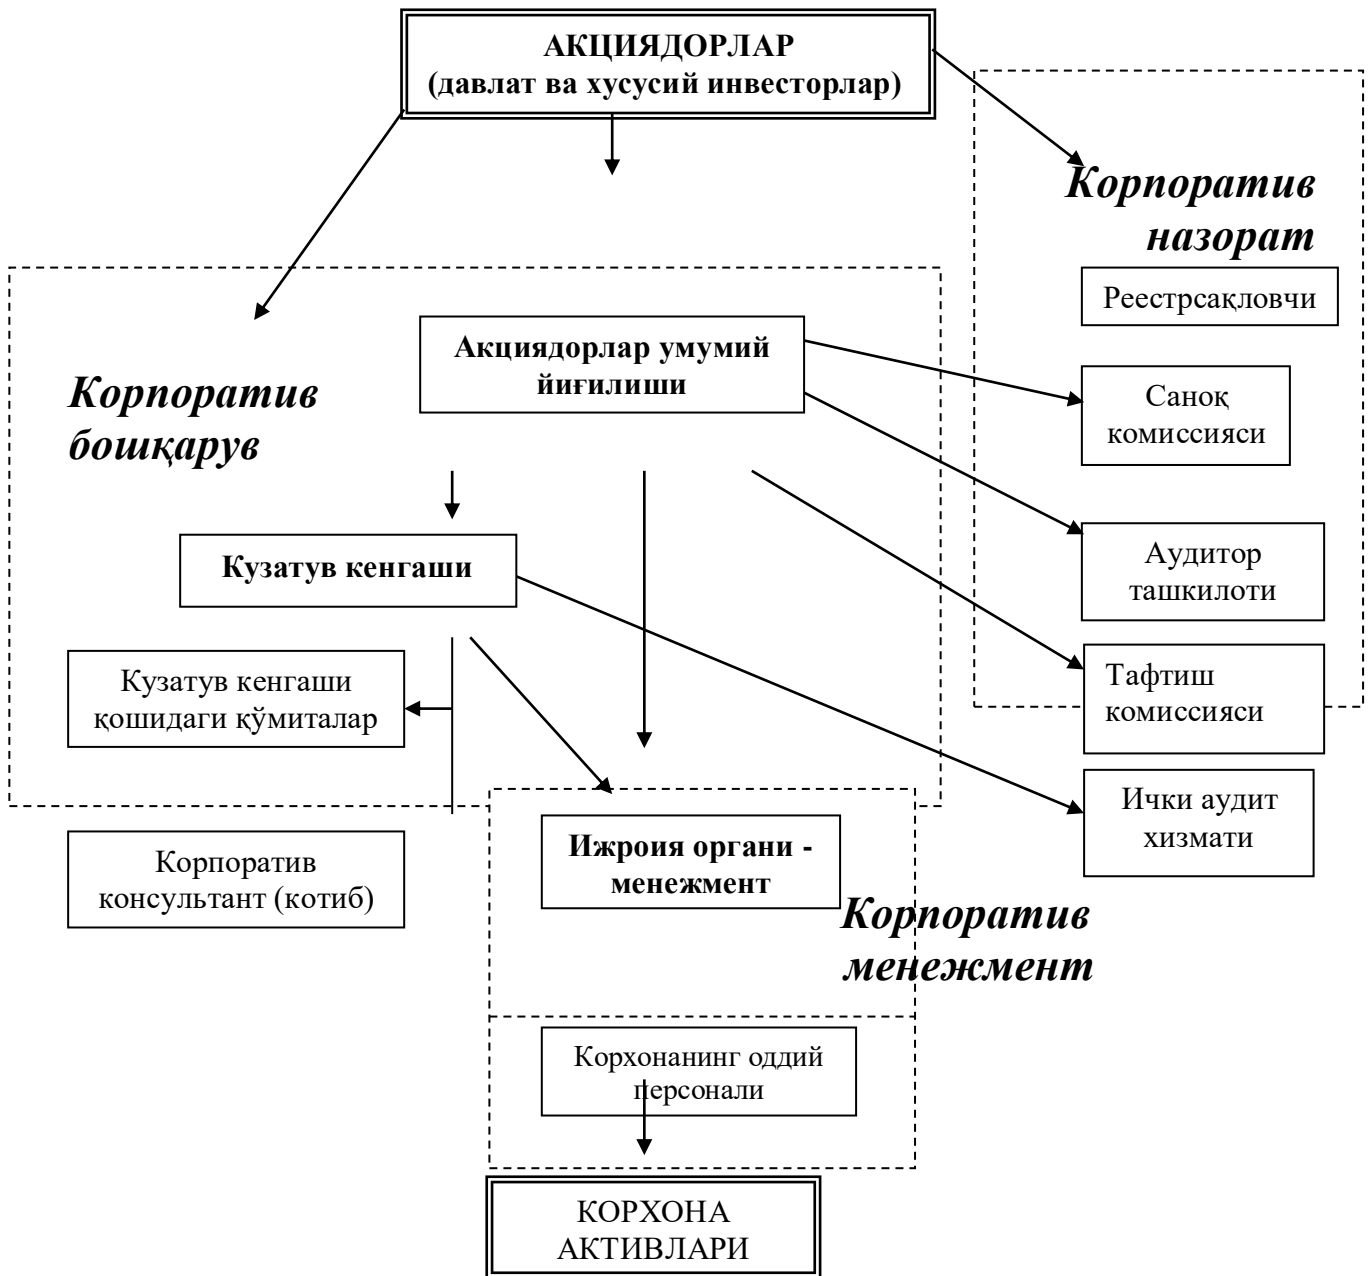 АКЦИЯДОРЛАР
(давлат ва хусусий инвесторлар)
Корпоратив
назорат
Реестрсақловчи
Акциядорлар умумий
йиғилиши
Корпоратив
бошқарув
Саноқ
комиссияси
Аудитор
ташкилоти
Кузатув кенгаши
Кузатув кенгаши
қошидаги қўмиталар
Тафтиш
комиссияси
Ички аудит
хизмати
Корпоратив
консультант (котиб)
Ижроия органи -
менежмент
Корпоратив
менежмент
Корхонанинг оддий
персонали
КОРХОНА
АКТИВЛАРИ